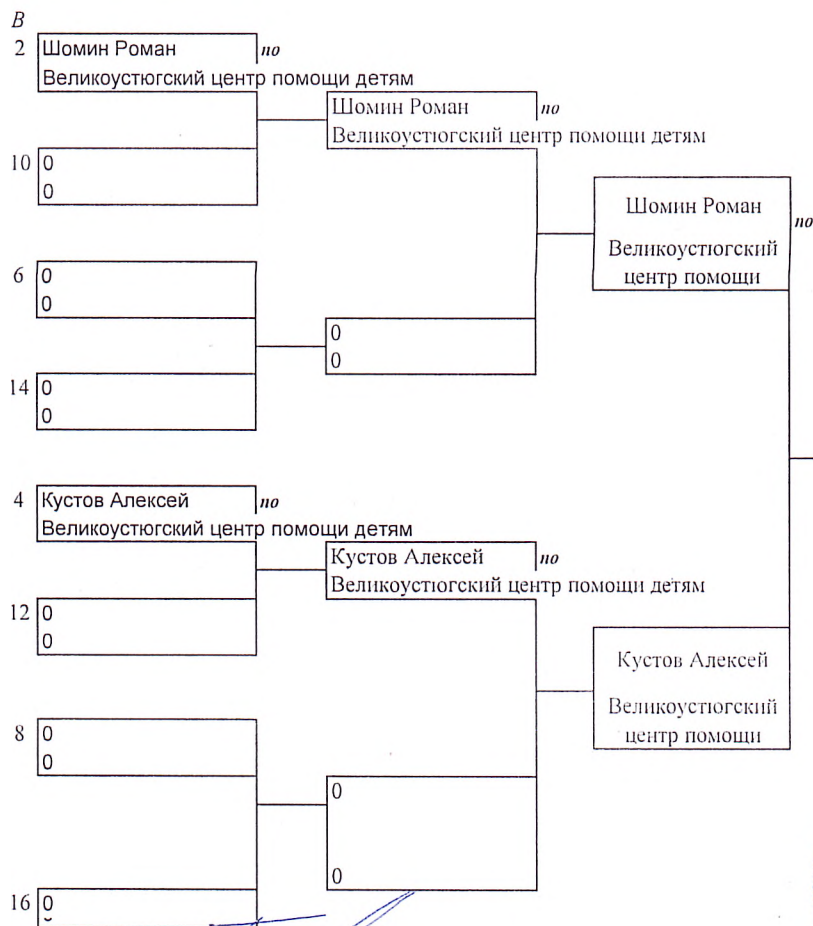 В
2 Шомин Роман по
Великоустюгский центр помощи детям
Шомин Роман по
Великоустюгский центр помощи детям
10 0
0
Шомин Роман по
Великоустюгский
центр помощи
6 0
0
0
0
14 0
0
4 Кустов Алексей по
Великоустюгский центр помощи детям
Кустов Алексей по
Великоустюгский центр помощи детям
12 0
0
Кустов Алексей
Великоустюгский
центр помощи
8 0
0
0
0
16 0